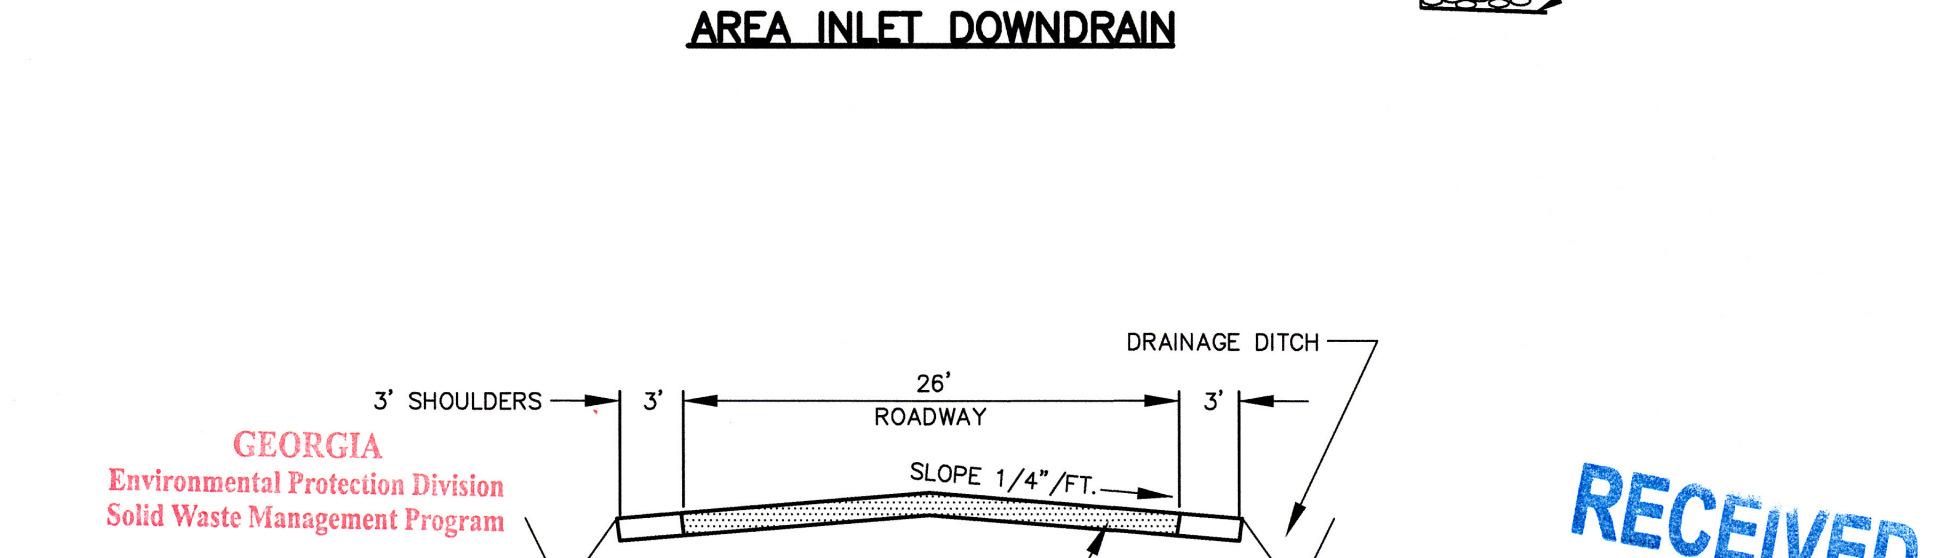 AREA INLET DOWNDRAIN
DRAINAGE DITCH
26'
3' SHOULDERS
3'
3'
ROADWAY
GEORGIA
Environmental Protection Division
Solid Waste Management Program
SLOPE 1/4"/FT.
RECEIVED